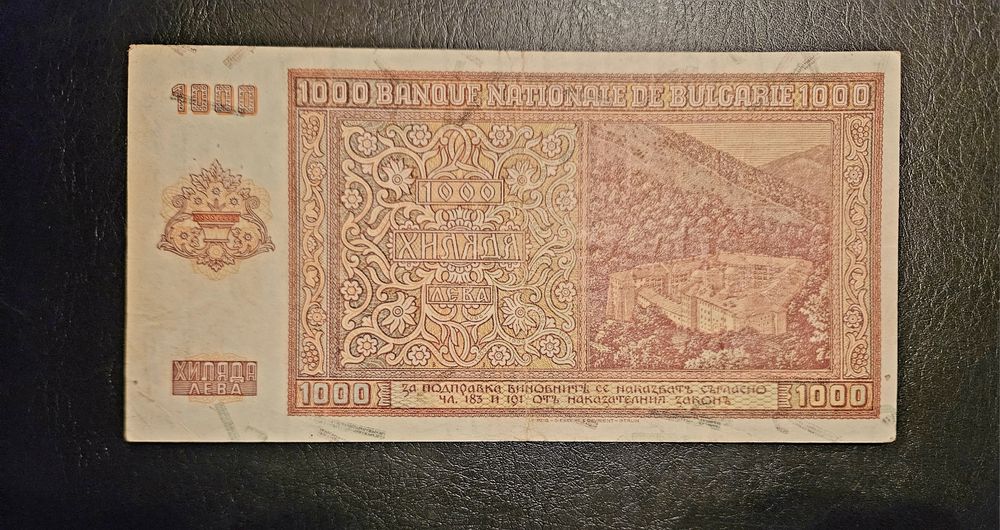 1000
1000 BANQUE NATIONALE DE BULGARIE 1000
1000
ХИЛЯДА
ЛЕВА
ХИЛЯДА
ЛЕВА
1000 ЗА ПОДПРАВКА ВИНОВНИТѢ СЕ НАКАЗВАТЪ СЪГЛАСНО 1000
ЧЛ. 183 И 191 ОТЪ НАКАЗАТЕЛНИЯ ЗАКОНЪ
BERLIN